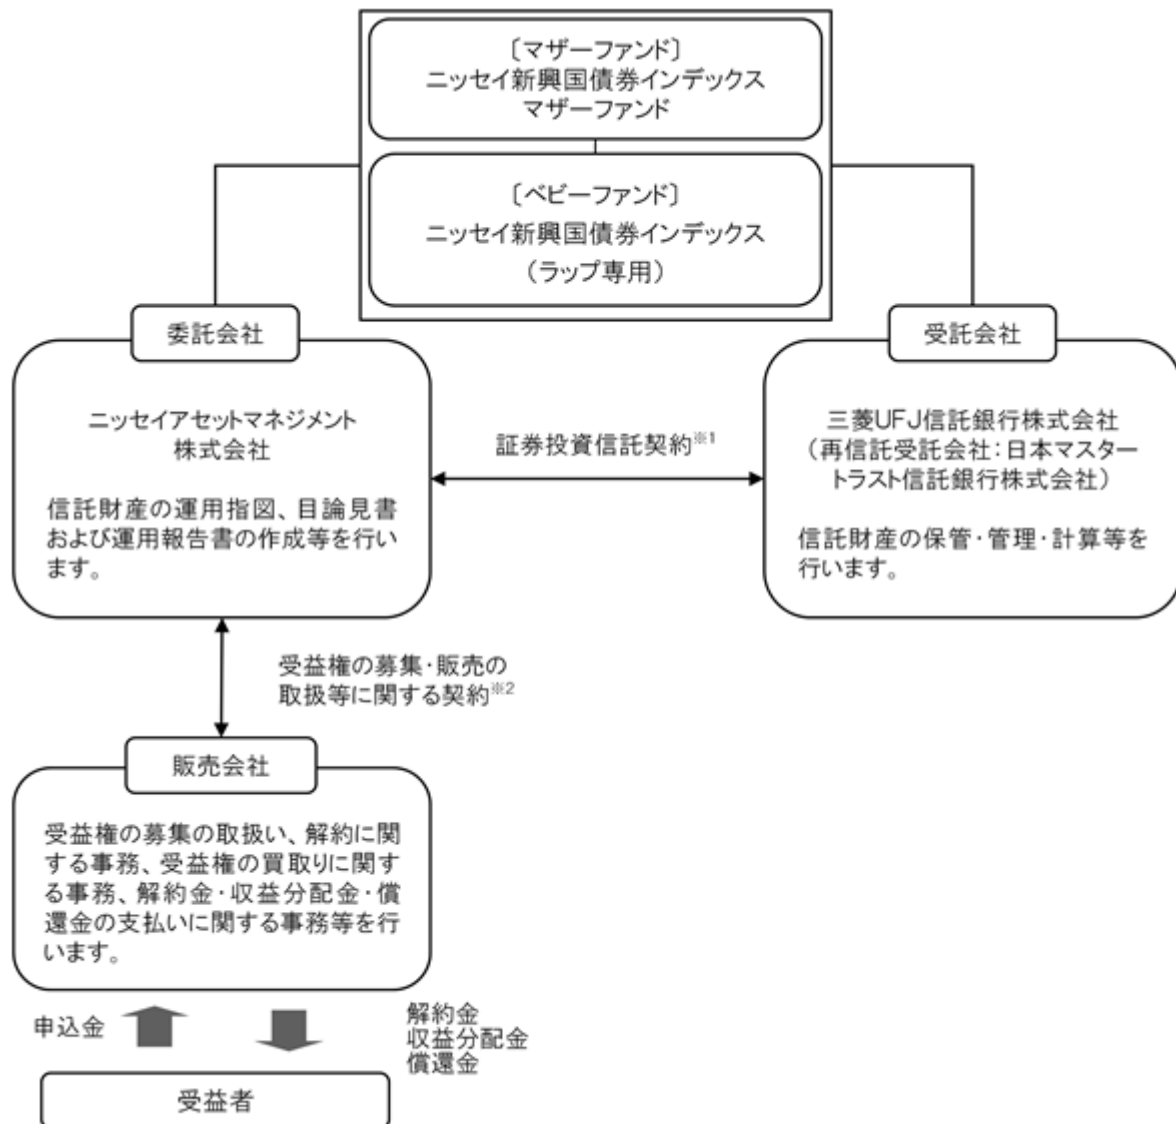 〔マザーファンド〕
ニッセイ新興国債券インデックス
マザーファンド
〔ベビーファンド〕
ニッセイ新興国債券インデックス
（ラップ専用）
委託会社
ニッセイアセットマネジメント
株式会社
信託財産の運用指図、目論見書
および運用報告書の作成等を行い
ます。
証券投資信託契約※1
受託会社
三菱UFJ信託銀行株式会社
（再信託受託会社：日本マスター
トラスト信託銀行株式会社）
信託財産の保管・管理・計算等を
行います。
受益権の募集・販売の
取扱等に関する契約※2
販売会社
受益権の募集の取扱い、解約に関
する事務、受益権の買取りに関す
る事務、解約金・収益分配金・償
還金の支払いに関する事務等を行
います。
申込金
解約金
収益分配金
償還金
受益者